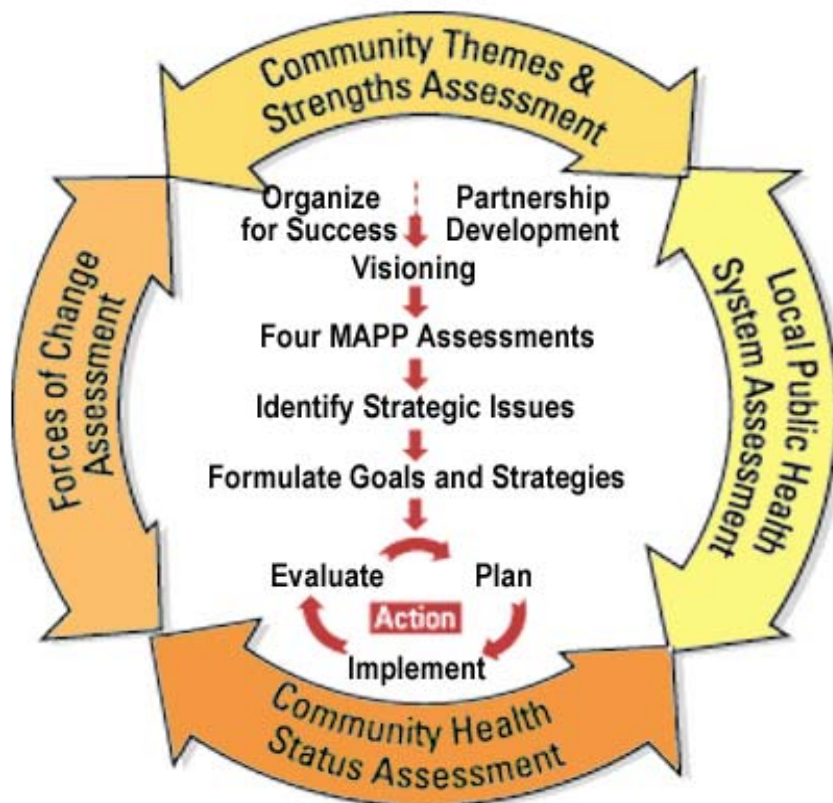 Community Themes &
Strengths Assessment
Organize
for Success
Partnership
Development
Visioning
Four MAPP Assessments
Identify Strategic Issues
Formulate Goals and Strategies
Evaluate
Plan
Action
Implement
Forces of Change
Assessment
Local Public Health
System Assessment
Community Health
Status Assessment